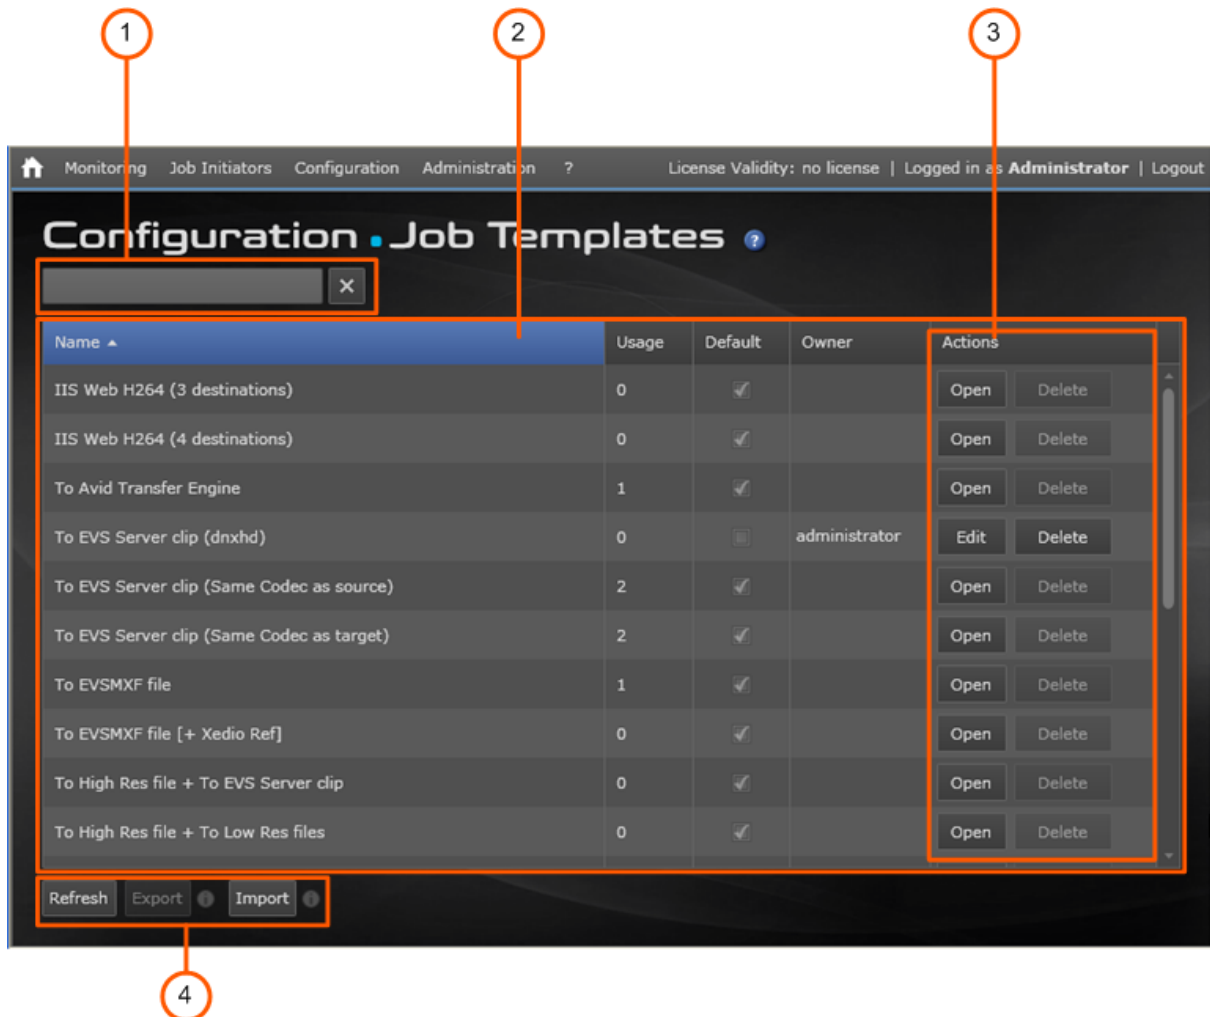 1 2 3
Monitoring Job Initiators Configuration Administration ? License Validity: no license | Logged in as Administrator | Logout
Configuration . Job Templates ?
Name Usage Default Owner Actions
IIS Web H264 (3 destinations) 0 Open Delete
IIS Web H264 (4 destinations) 0 Open Delete
To Avid Transfer Engine 1 Open Delete
To EVS Server clip (dnxhd) 0 administrator Edit Delete
To EVS Server clip (Same Codec as source) 2 Open Delete
To EVS Server clip (Same Codec as target) 2 Open Delete
To EVSMXF file 1 Open Delete
To EVSMXF file [+ Xedio Ref] 0 Open Delete
To High Res file + To EVS Server clip 0 Open Delete
To High Res file + To Low Res files 0 Open Delete
Refresh Export Import
4